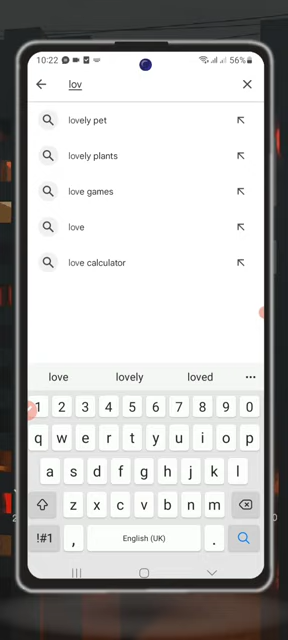 10:22
56%
lov
lovely pet
lovely plants
love games
love
love calculator
love lovely loved
1 2 3 4 5 6 7 8 9 0
q w e r t y u i o p
a s d f g h j k l
z x c v b n m
!#1 , English (UK) .